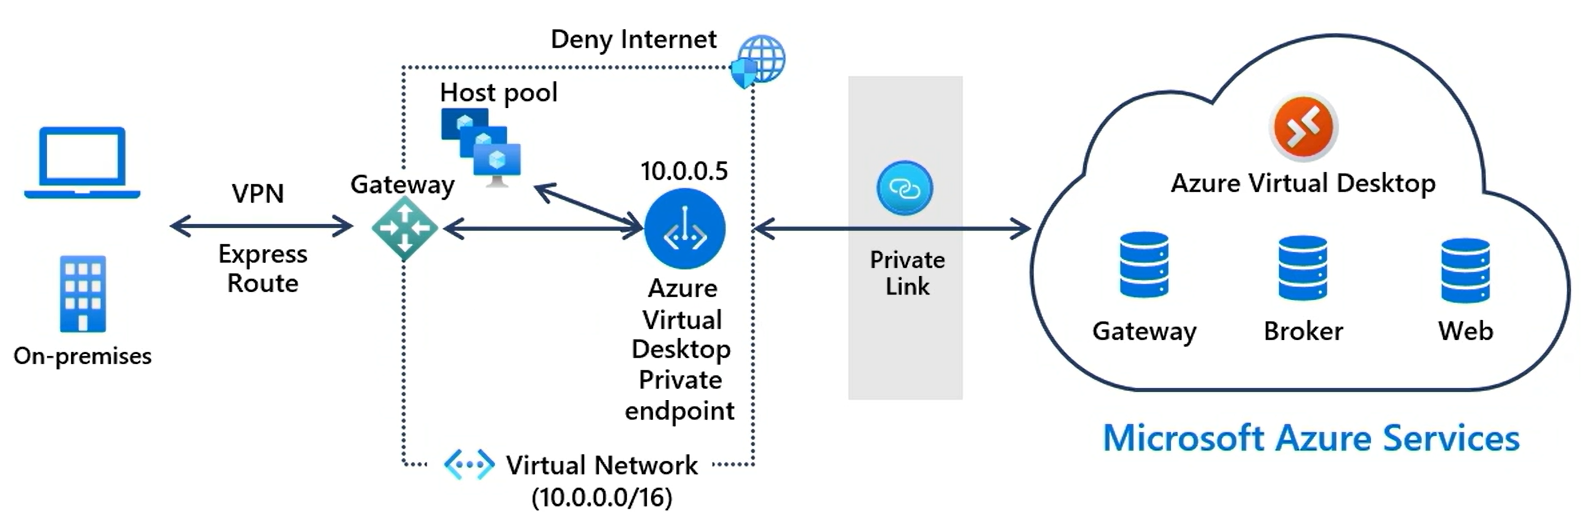 Deny Internet
Host pool
10.0.0.5
Gateway
VPN
Express
Route
On-premises
Azure
Virtual
Desktop
Private
endpoint
Virtual Network
(10.0.0.0/16)
Private
Link
Azure Virtual Desktop
Gateway
Broker
Web
Microsoft Azure Services